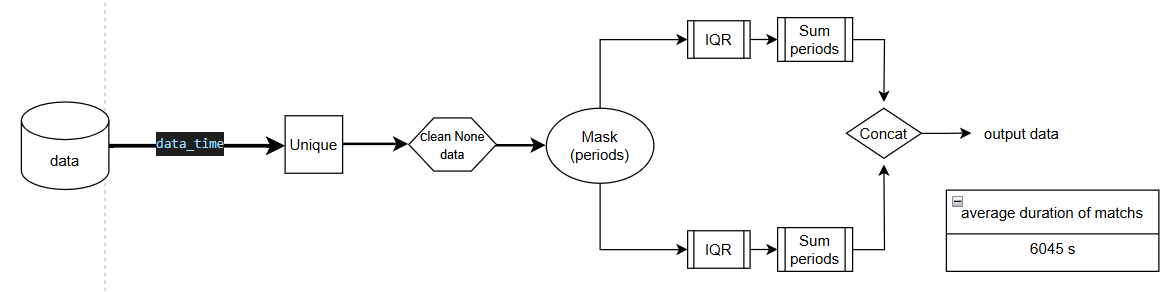 data
data_time
Unique
clean None
data
Mask
(periods)
IQR
Sum
periods
IQR
Sum
periods
Concat
output data
average duration of matchs
6045 s